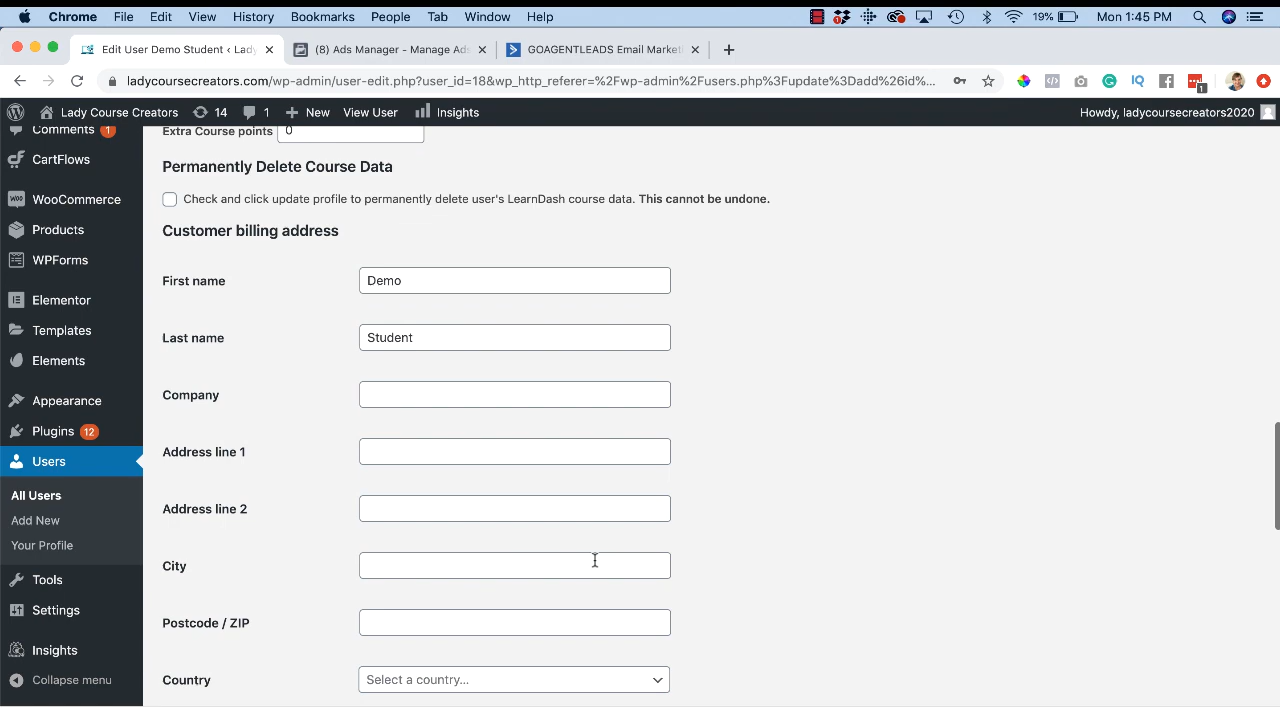 Chrome File Edit View History Bookmarks People Tab Window Help 1 19% Mon 1:45 PM
Edit User Demo Student ‹ Lady (8) Ads Manager - Manage Ads GOAGENTLEADS Email Marketi
ladycoursecreators.com/wp-admin/user-edit.php?user_id=18&wp_http_referer=%2Fwp-admin%2Fusers.php%3Fupdate%3Dadd%26id%... IQ 1
Lady Course Creators 14 1 New View User Insights Howdy, ladycoursecreators2020
Comments 1
CartFlows
WooCommerce
Products
WPForms
Elementor
Templates
Elements
Appearance
Plugins 12
Users
All Users
Add New
Your Profile
Tools
Settings
Insights
Collapse menu
Extra Course points 0
Permanently Delete Course Data
Check and click update profile to permanently delete user's LearnDash course data. This cannot be undone.
Customer billing address
First name Demo
Last name Student
Company
Address line 1
Address line 2
City
Postcode / ZIP
Country Select a country...